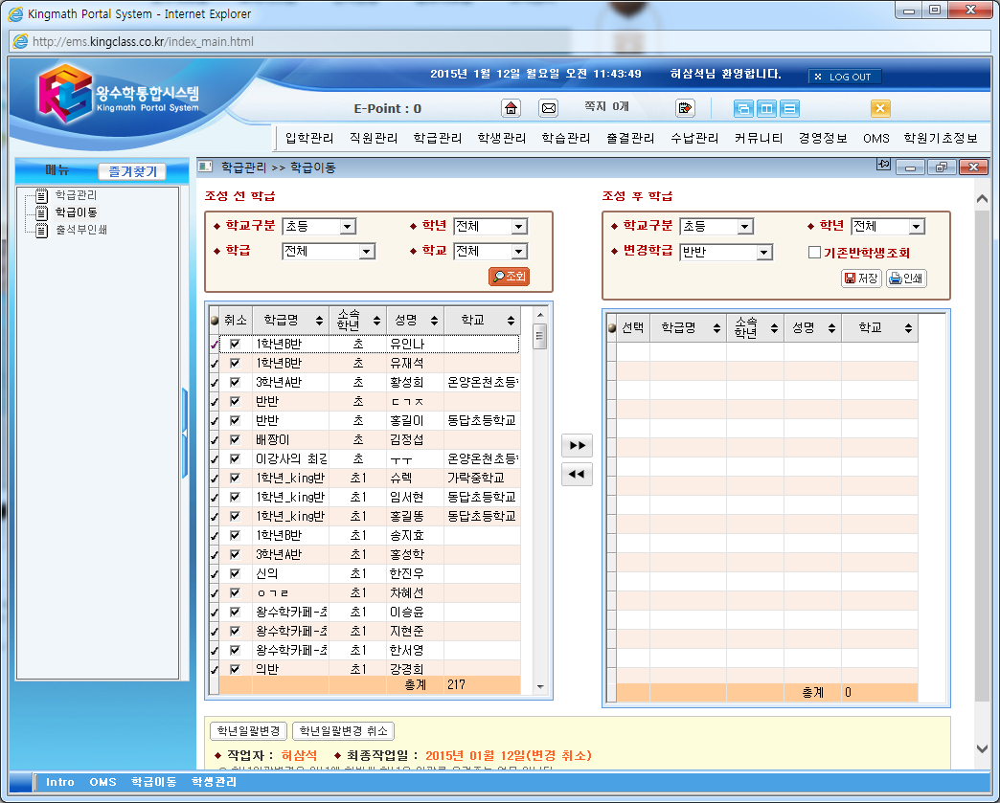 Kingmath Portal System - Internet Explorer
http://ems.kingclass.co.kr/index_main.html
2015년 1월 12일 월요일 오전 11:43:49 허삼석님 환영합니다. LOG OUT
왕수학통합시스템
Kingmath Portal System
E-Point : 0 쪽지 0개
입학관리 직원관리 학급관리 학생관리 학습관리 출결관리 수납관리 커뮤니티 경영정보 OMS 학원기초정보
메뉴 즐겨찾기
학급관리
학급이동
출석부인쇄
학급관리 >> 학급이동
조성 전 학급
학교구분 초등 학년 전체
학급 전체 학교 전체
조회
취소 학급명 소속학년 성명 학교
1학년B반 초 유인나
1학년B반 초 유재석
3학년A반 초 황성희 온양온천초등
반반 초 ㄷㄱㅈ
반반 초 홍길이 동답초등학교
배짱이 초 김정섭
이강사의 최강 초 ㅜㅜ 온양온천초등
1학년_king반 초1 슈렉 가락중학교
1학년_king반 초1 임서현 동답초등학교
1학년_king반 초1 홍길똥 동답초등학교
1학년B반 초1 송지효
3학년A반 초1 홍성학
신의 초1 한진우
ㅇㄱㄹ 초1 차혜선
왕수학카페-초 초1 이승윤
왕수학카페-초 초1 지현준
왕수학카페-초 초1 한서영
의반 초1 강경희
총계 217
조성 후 학급
학교구분 초등 학년 전체
변경학급 반반 기존반학생조회
저장 인쇄
선택 학급명 소속학년 성명 학교
총계 0
학년일괄변경 학년일괄변경 취소
작업자 : 허삼석 최종작업일 : 2015년 01월 12일(변경 취소)
Intro OMS 학급이동 학생관리